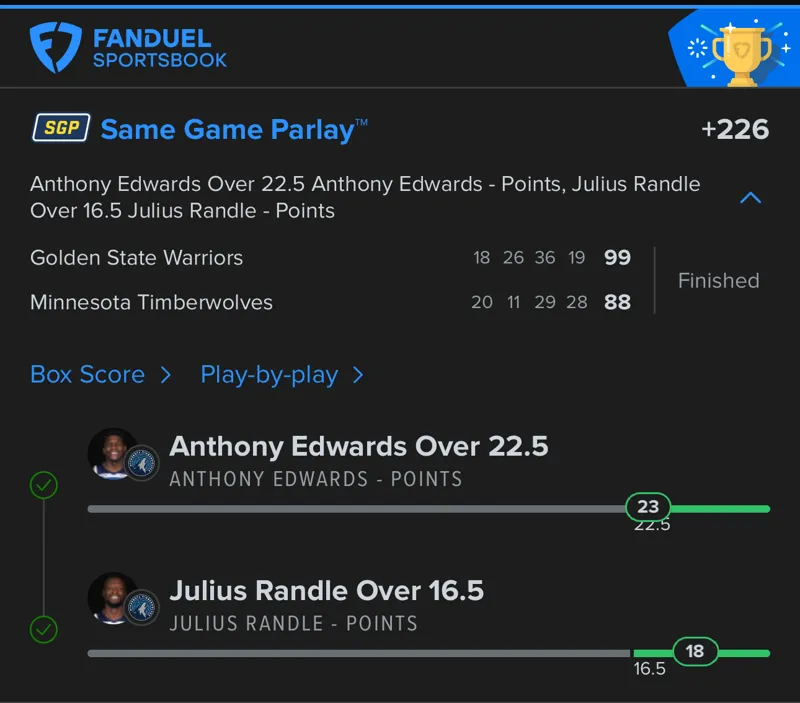 FANDUEL
SPORTSBOOK
SGP Same Game Parlay™ +226
Anthony Edwards Over 22.5 Anthony Edwards - Points, Julius Randle
Over 16.5 Julius Randle - Points
Golden State Warriors 18 26 36 19 99
Finished
Minnesota Timberwolves 20 11 29 28 88
Box Score > Play-by-play >
Anthony Edwards Over 22.5
ANTHONY EDWARDS - POINTS
23
22.5
Julius Randle Over 16.5
JULIUS RANDLE - POINTS
18
16.5